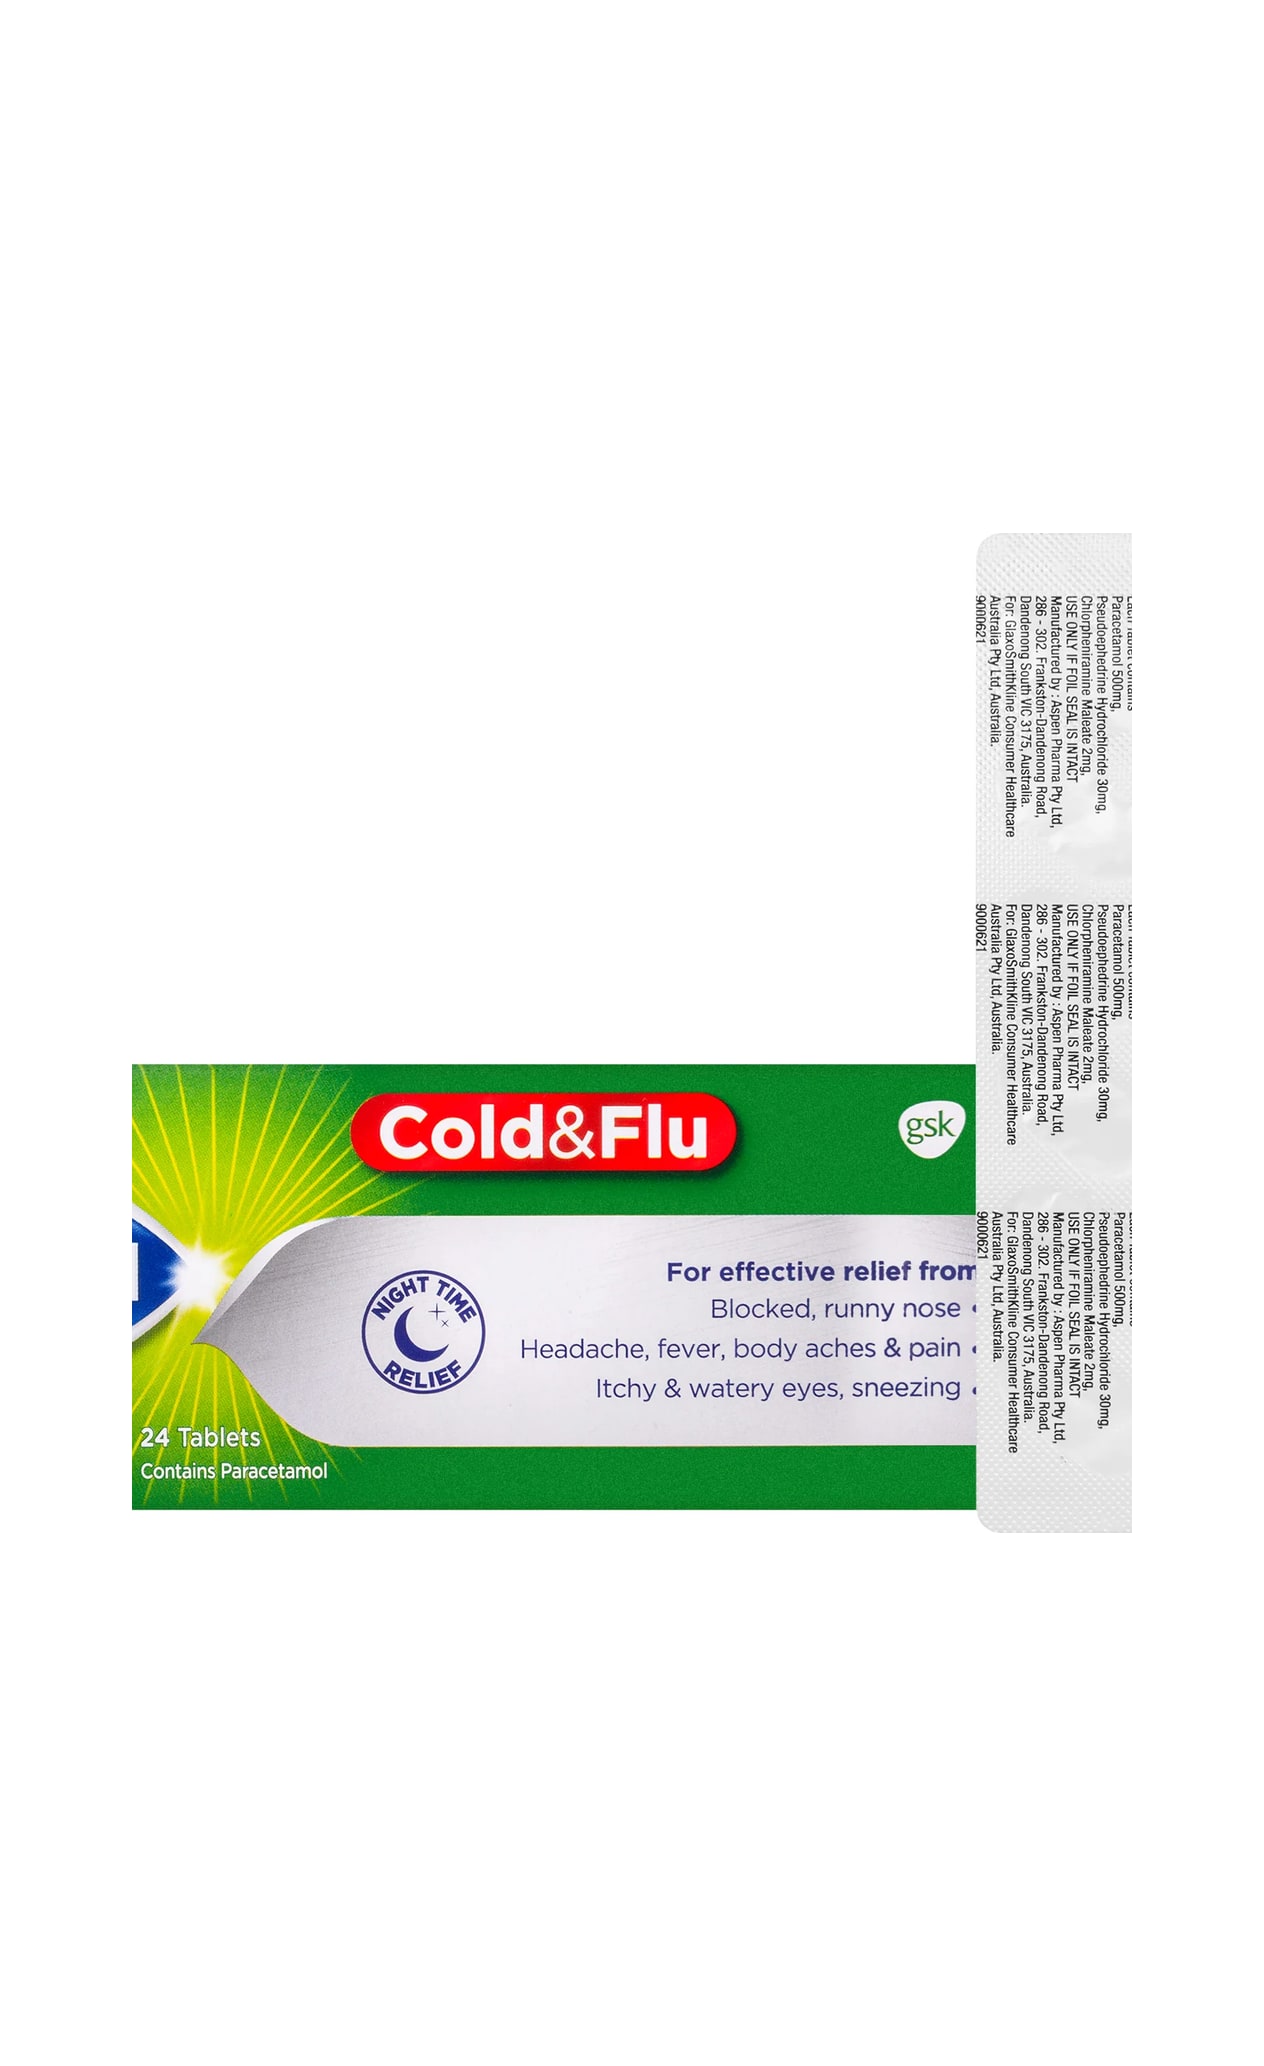 Cold&Flu
gsk
NIGHT TIME
RELIEF
For effective relief from
Blocked, runny nose •
Headache, fever, body aches & pain •
Itchy & watery eyes, sneezing •
24 Tablets
Contains Paracetamol
Paracetamol 500mg,
Pseudoephedrine Hydrochloride 30mg,
Chlorpheniramine Maleate 2mg,
USE ONLY IF FOIL SEAL IS INTACT
Manufactured by : Aspen Pharma Pty Ltd,
286 - 302. Frankston-Dandenong Road,
Dandenong South VIC 3175, Australia.
For: GlaxoSmithKline Consumer Healthcare
Australia Pty Ltd, Australia.
9000621
Paracetamol 500mg,
Pseudoephedrine Hydrochloride 30mg,
Chlorpheniramine Maleate 2mg,
USE ONLY IF FOIL SEAL IS INTACT
Manufactured by : Aspen Pharma Pty Ltd,
286 - 302. Frankston-Dandenong Road,
Dandenong South VIC 3175, Australia.
For: GlaxoSmithKline Consumer Healthcare
Australia Pty Ltd, Australia.
9000621
Paracetamol 500mg,
Pseudoephedrine Hydrochloride 30mg,
Chlorpheniramine Maleate 2mg,
USE ONLY IF FOIL SEAL IS INTACT
Manufactured by : Aspen Pharma Pty Ltd,
286 - 302. Frankston-Dandenong Road,
Dandenong South VIC 3175, Australia.
For: GlaxoSmithKline Consumer Healthcare
Australia Pty Ltd, Australia.
9000621